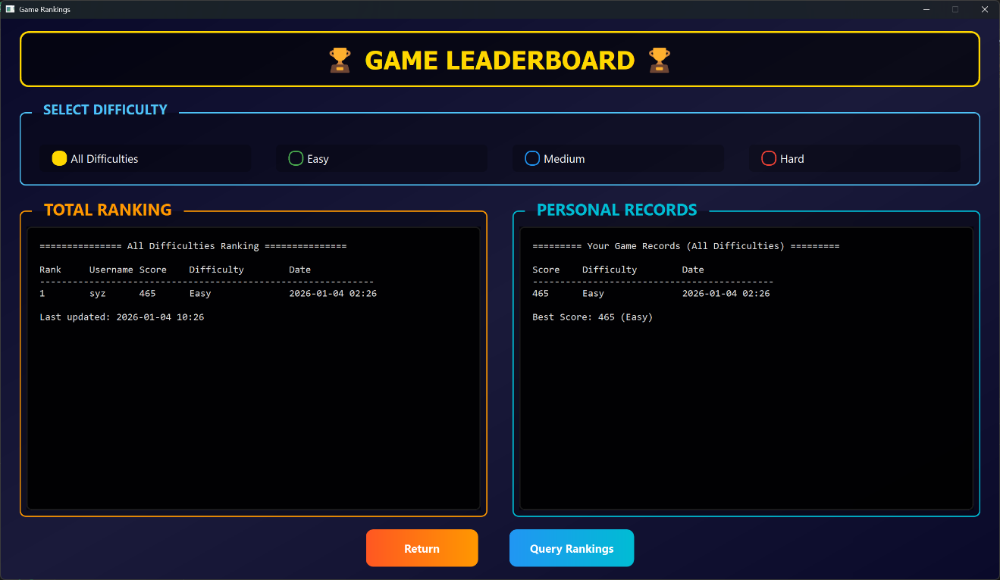 Game Rankings
GAME LEADERBOARD
SELECT DIFFICULTY
All Difficulties
Easy
Medium
Hard
TOTAL RANKING
=============== All Difficulties Ranking ===============
Rank Username Score Difficulty Date
-------------------------------------------------------------
1 syz 465 Easy 2026-01-04 02:26
Last updated: 2026-01-04 10:26
PERSONAL RECORDS
========= Your Game Records (All Difficulties) =========
Score Difficulty Date
--------------------------------------------
465 Easy 2026-01-04 02:26
Best Score: 465 (Easy)
Return
Query Rankings